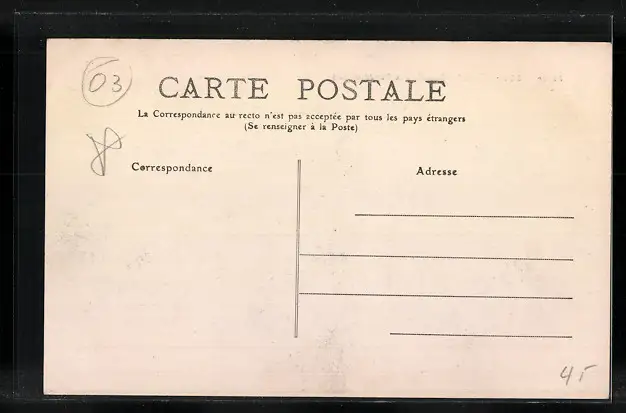 03
CARTE POSTALE
La Correspondance au recto n'est pas acceptée par tous les pays étrangers
(Se renseigner à la Poste)
Correspondance
Adresse